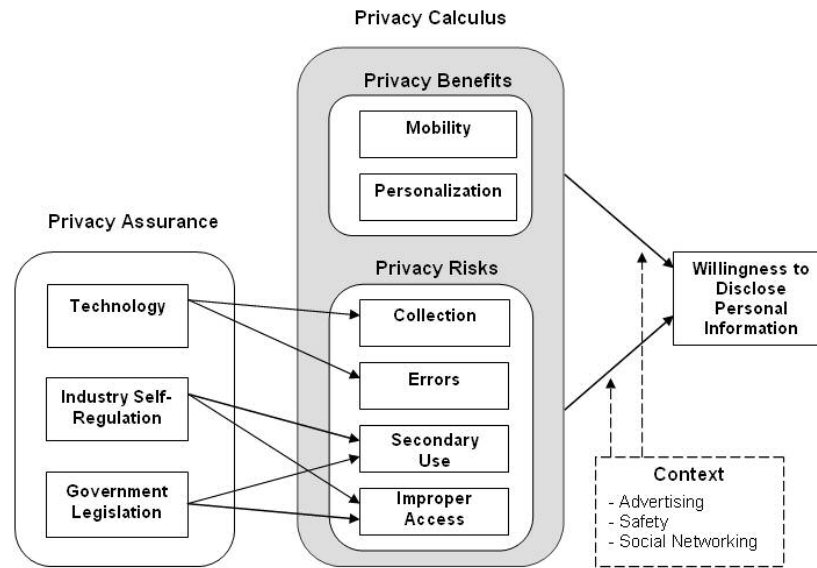 Privacy Calculus
Privacy Benefits
Mobility
Personalization
Privacy Assurance
Technology
Industry Self-
Regulation
Government
Legislation
Privacy Risks
Collection
Errors
Secondary
Use
Improper
Access
Willingness to
Disclose
Personal
Information
Context
- Advertising
- Safety
- Social Networking